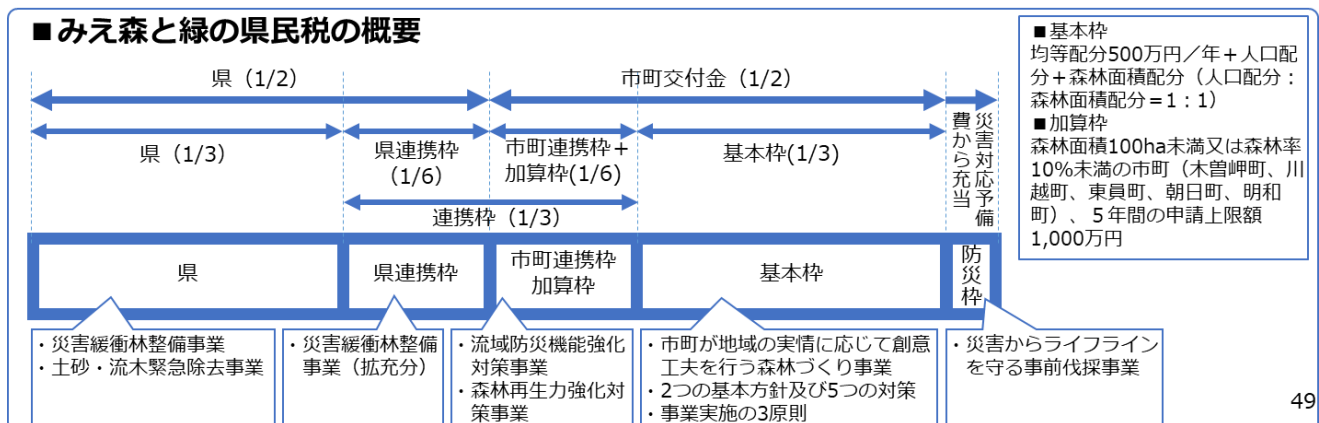 ■みえ森と緑の県民税の概要
県（1/2）
市町交付金（1/2）
県（1/3）
県連携枠
（1/6）
市町連携枠＋
加算枠(1/6)
基本枠(1/3)
災害対応予備
費から充当
連携枠（1/3）
県
県連携枠
市町連携枠
加算枠
基本枠
防災枠
・災害緩衝林整備事業
・土砂・流木緊急除去事業
・災害緩衝林整備
事業（拡充分）
・流域防災機能強化
対策事業
・森林再生力強化対
策事業
・市町が地域の実情に応じて創意
工夫を行う森林づくり事業
・2つの基本方針及び5つの対策
・事業実施の3原則
・災害からライフライン
を守る事前伐採事業
■基本枠
均等配分500万円／年＋人口配
分＋森林面積配分（人口配分：
森林面積配分＝1：1）
■加算枠
森林面積100ha未満又は森林率
10%未満の市町（木曽岬町、川
越町、東員町、朝日町、明和
町）、５年間の申請上限額
1,000万円
49